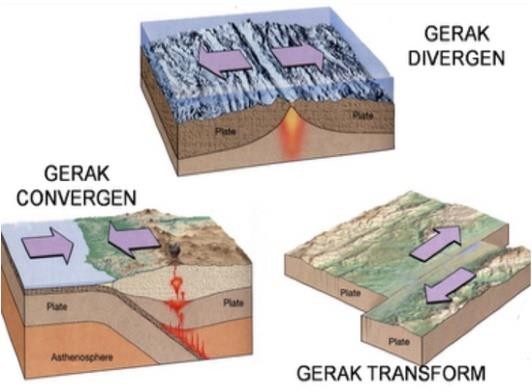 GERAK
DIVERGEN
Plate
Plate
GERAK
CONVERGEN
Plate
Plate
Asthenosphere
Plate
Plate
GERAK TRANSFORM